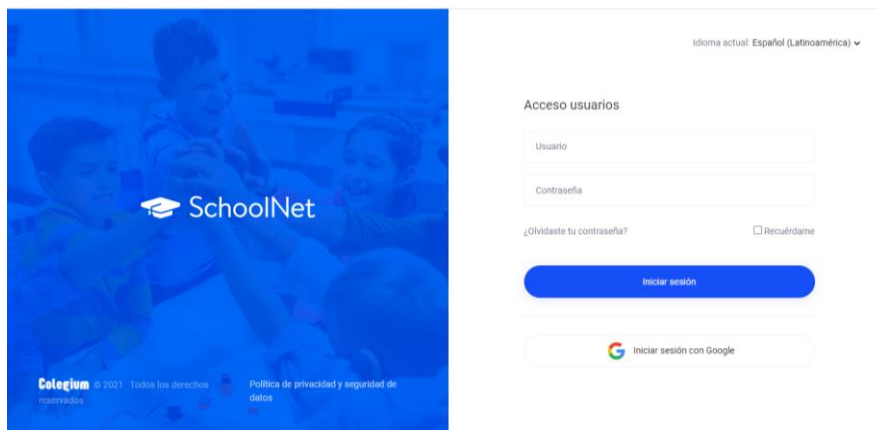 Idioma actual: Español (Latinoamérica)
Acceso usuarios
Usuario
Contraseña
¿Olvidaste tu contraseña?
Recuérdame
Iniciar sesión
Iniciar sesión con Google
SchoolNet
Colegium © 2021 Todos los derechos
reservados.
Política de privacidad y seguridad de
datos